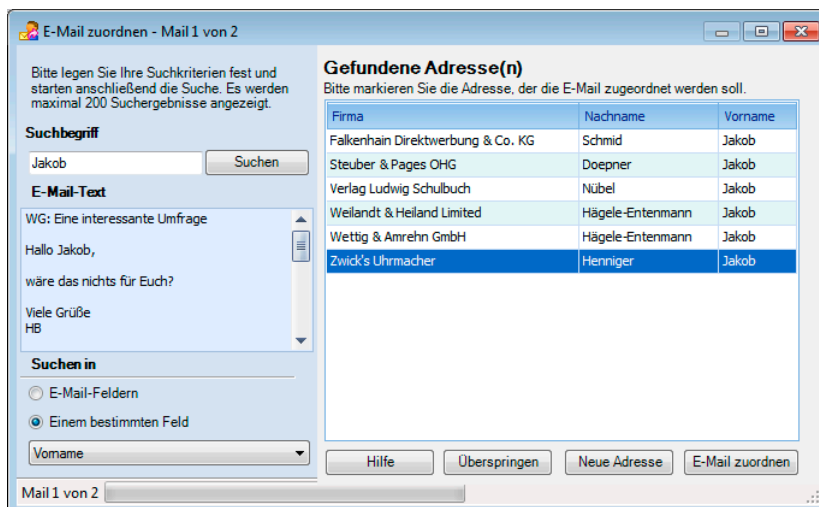 E-Mail zuordnen - Mail 1 von 2
Bitte legen Sie Ihre Suchkriterien fest und
starten anschließend die Suche. Es werden
maximal 200 Suchergebnisse angezeigt.
Suchbegriff
Jakob
Suchen
E-Mail-Text
WG: Eine interessante Umfrage
Hallo Jakob,
wäre das nichts für Euch?
Viele Grüße
HB
Suchen in
E-Mail-Feldern
Einem bestimmten Feld
Vorname
Gefundene Adresse(n)
Bitte markieren Sie die Adresse, der die E-Mail zugeordnet werden soll.
Firma Nachname Vorname
Falkenhain Direktwerbung & Co. KG Schmid Jakob
Steuber & Pages OHG Doepner Jakob
Verlag Ludwig Schulbuch Nübel Jakob
Weilandt & Heiland Limited Hägele-Entenmann Jakob
Wettig & Amrehn GmbH Hägele-Entenmann Jakob
Zwick's Uhrmacher Henniger Jakob
Hilfe Überspringen Neue Adresse E-Mail zuordnen
Mail 1 von 2